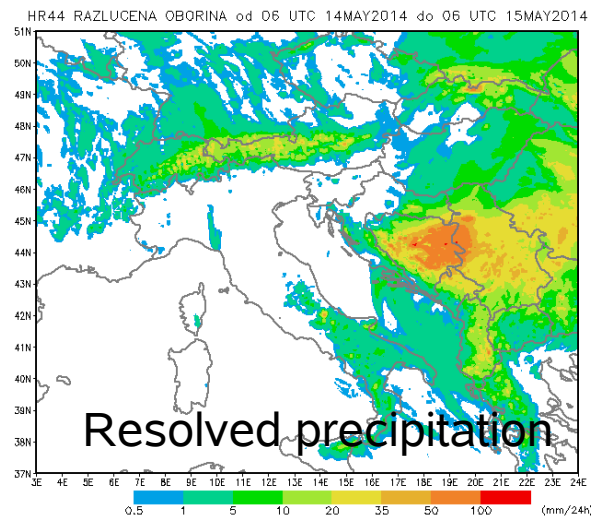 HR44 RAZLUCENA OBORINA od 06 UTC 14MAY2014 do 06 UTC 15MAY2014
51N
50N
49N
48N
47N
46N
45N
44N
43N
42N
41N
40N
39N
38N
37N
Resolved precipitation
3E 4E 5E 6E 7E 8E 9E 10E 11E 12E 13E 14E 15E 16E 17E 18E 19E 20E 21E 22E 23E 24E
0.5 1 5 10 20 35 50 100 (mm/24h)